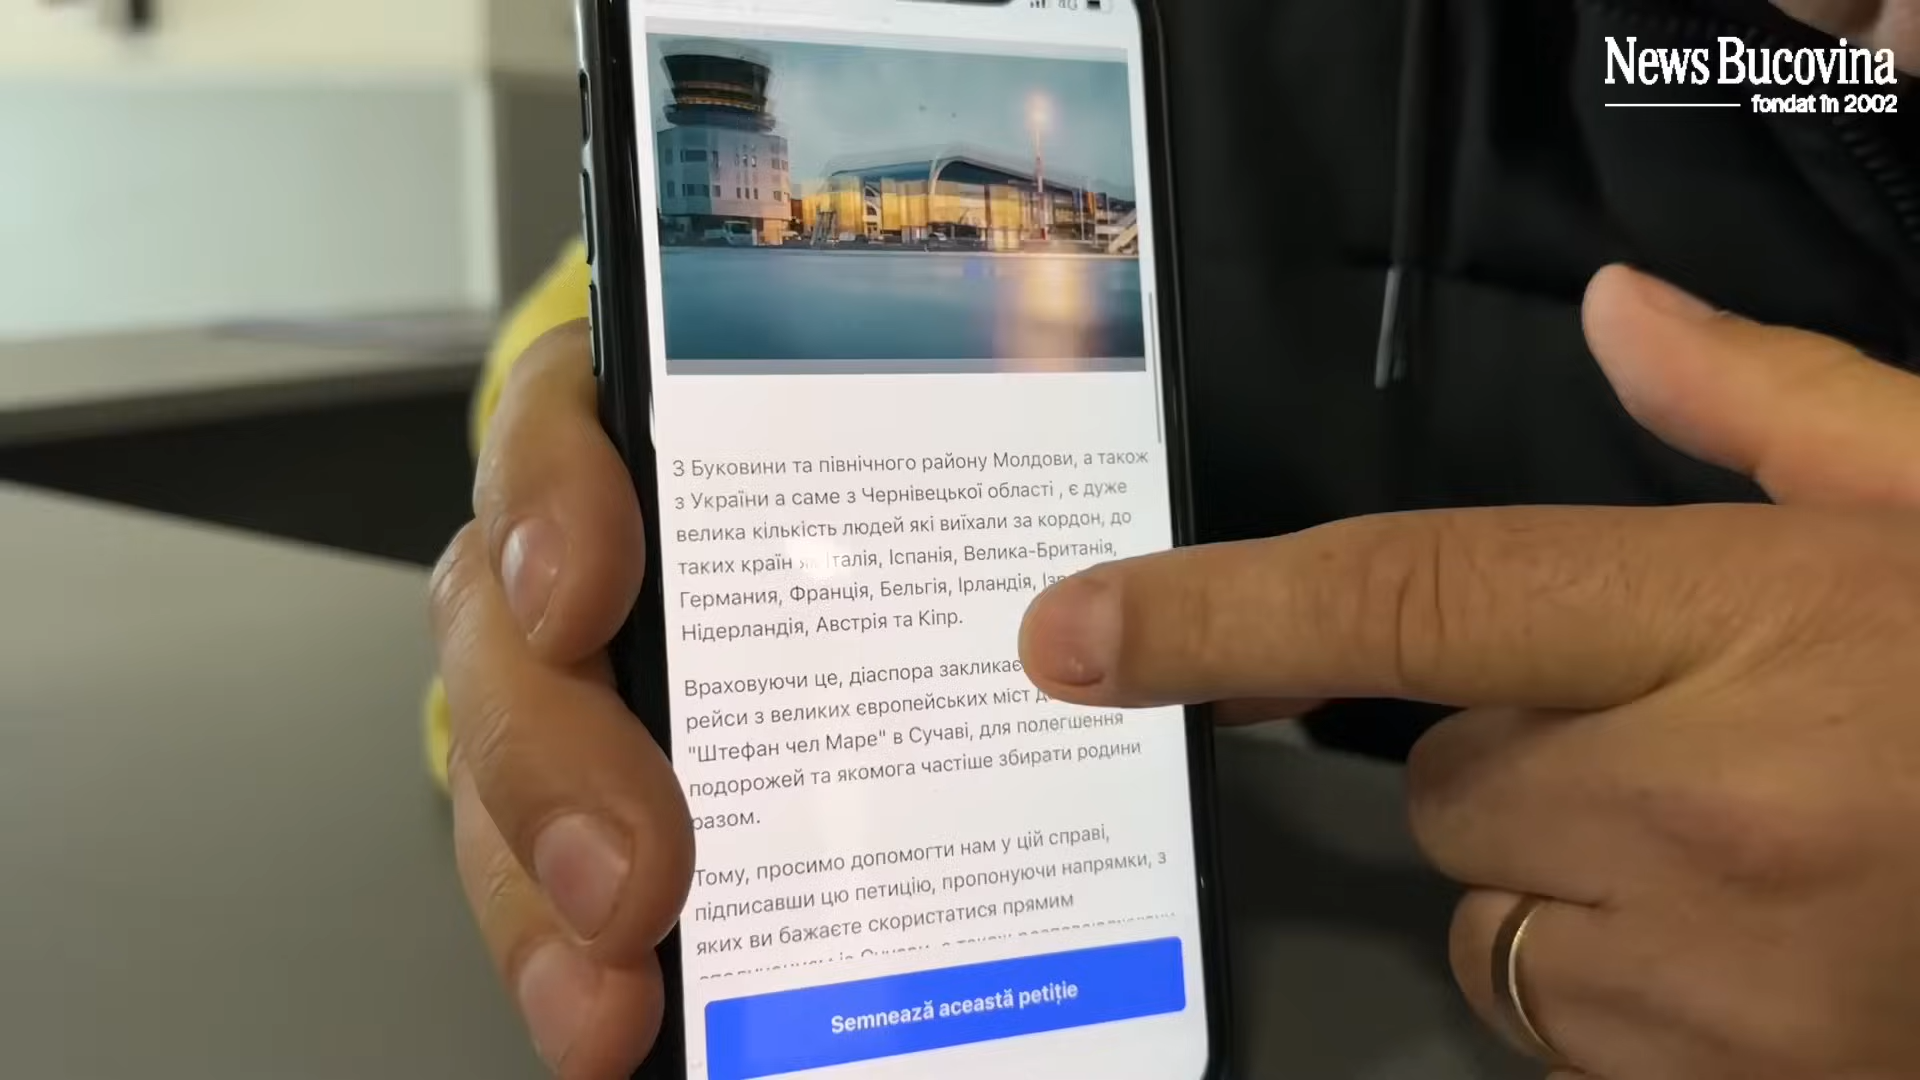 News Bucovina
fondat în 2002
4G
З Буковини та північного району Молдови, а також
з України а саме з Чернівецької області , є дуже
велика кількість людей які виїхали за кордон, до
таких країн як Італія, Іспанія, Велика-Британія,
Германия, Франція, Бельгія, Ірландія,
Нідерландія, Австрія та Кіпр.
Враховуючи це, діаспора закликає
рейси з великих європейських міст
"Штефан чел Маре" в Сучаві, для полегшення
подорожей та якомога частіше збирати родини
разом.
Тому, просимо допомогти нам у цій справі,
підписавши цю петицію, пропонуючи напрямки, з
яких ви бажаєте скористатися прямим
Semnează această petiție